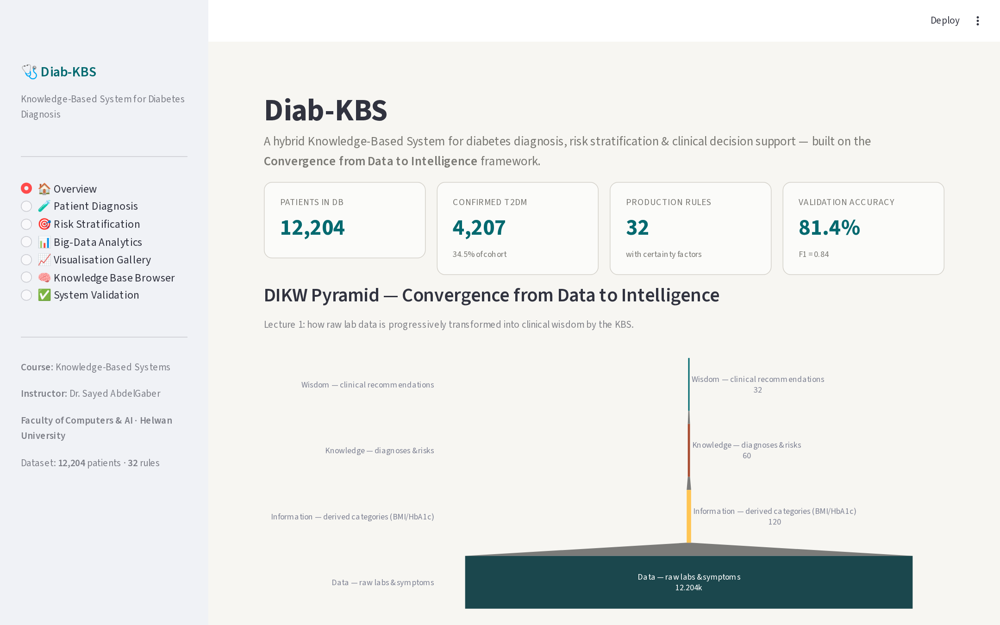 Deploy
Diab-KBS
Knowledge-Based System for Diabetes
Diagnosis
Overview
Patient Diagnosis
Risk Stratification
Big-Data Analytics
Visualisation Gallery
Knowledge Base Browser
System Validation
Course: Knowledge-Based Systems
Instructor: Dr. Sayed AbdelGaber
Faculty of Computers & AI · Helwan
University
Dataset: 12,204 patients · 32 rules
Diab-KBS
A hybrid Knowledge-Based System for diabetes diagnosis, risk stratification & clinical decision support — built on the
Convergence from Data to Intelligence framework.
PATIENTS IN DB
12,204
CONFIRMED T2DM
4,207
34.5% of cohort
PRODUCTION RULES
32
with certainty factors
VALIDATION ACCURACY
81.4%
F1 = 0.84
DIKW Pyramid — Convergence from Data to Intelligence
Lecture 1: how raw lab data is progressively transformed into clinical wisdom by the KBS.
Wisdom — clinical recommendations
Wisdom — clinical recommendations
32
Knowledge — diagnoses & risks
Knowledge — diagnoses & risks
60
Information — derived categories (BMI/HbA1c)
Information — derived categories (BMI/HbA1c)
120
Data — raw labs & symptoms
Data — raw labs & symptoms
12.204k